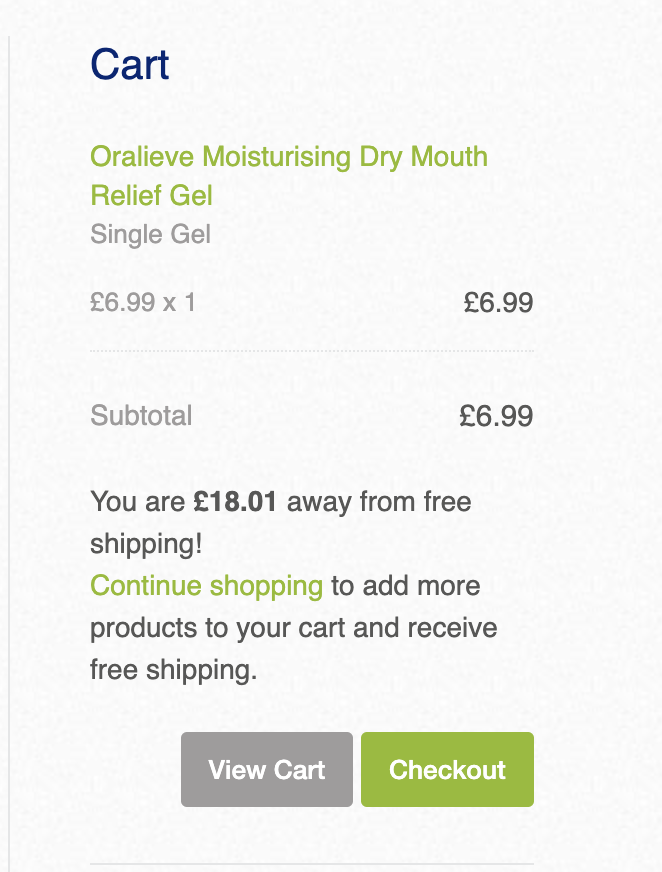 Cart
Oralieve Moisturising Dry Mouth
Relief Gel
Single Gel
£6.99 x 1 £6.99
Subtotal £6.99
You are £18.01 away from free
shipping!
Continue shopping to add more
products to your cart and receive
free shipping.
View Cart Checkout